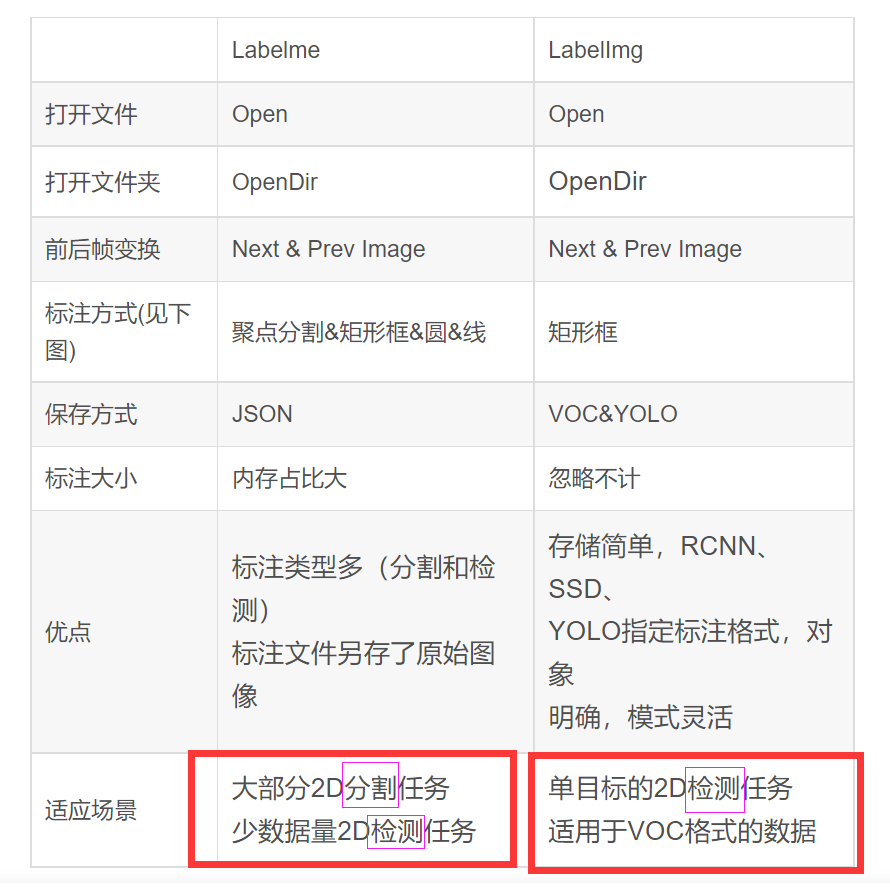 Labelme LabelImg
打开文件 Open Open
打开文件夹 OpenDir OpenDir
前后帧变换 Next & Prev Image Next & Prev Image
标注方式(见下
图) 聚点分割&矩形框&圆&线 矩形框
保存方式 JSON VOC&YOLO
标注大小 内存占比大 忽略不计
优点
标注类型多（分割和检
测）
标注文件另存了原始图
像
存储简单，RCNN、
SSD、
YOLO指定标注格式，对
象
明确，模式灵活
适应场景
大部分2D分割任务
少数据量2D检测任务
单目标的2D检测任务
适用于VOC格式的数据